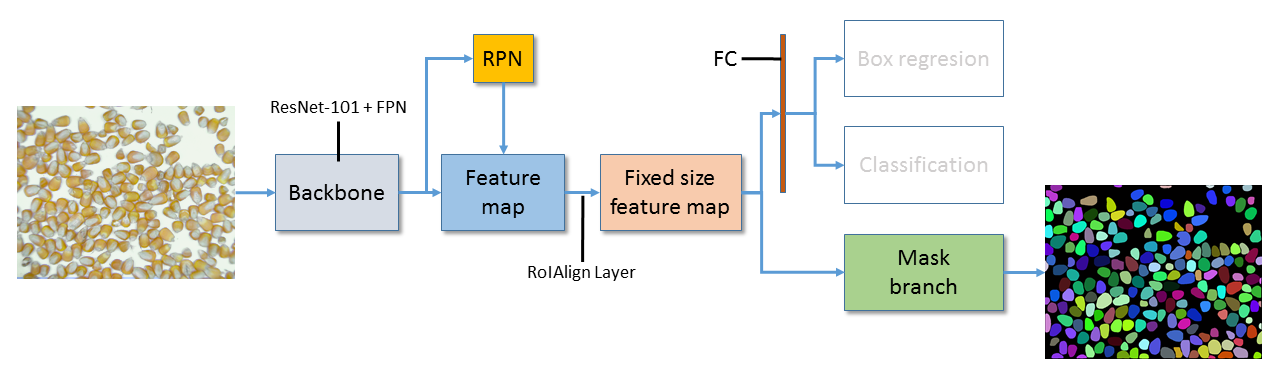 RPN
FC
Box regresion
ResNet-101 + FPN
Backbone
Feature
map
Fixed size
feature map
Classification
RoIAlign Layer
Mask
branch